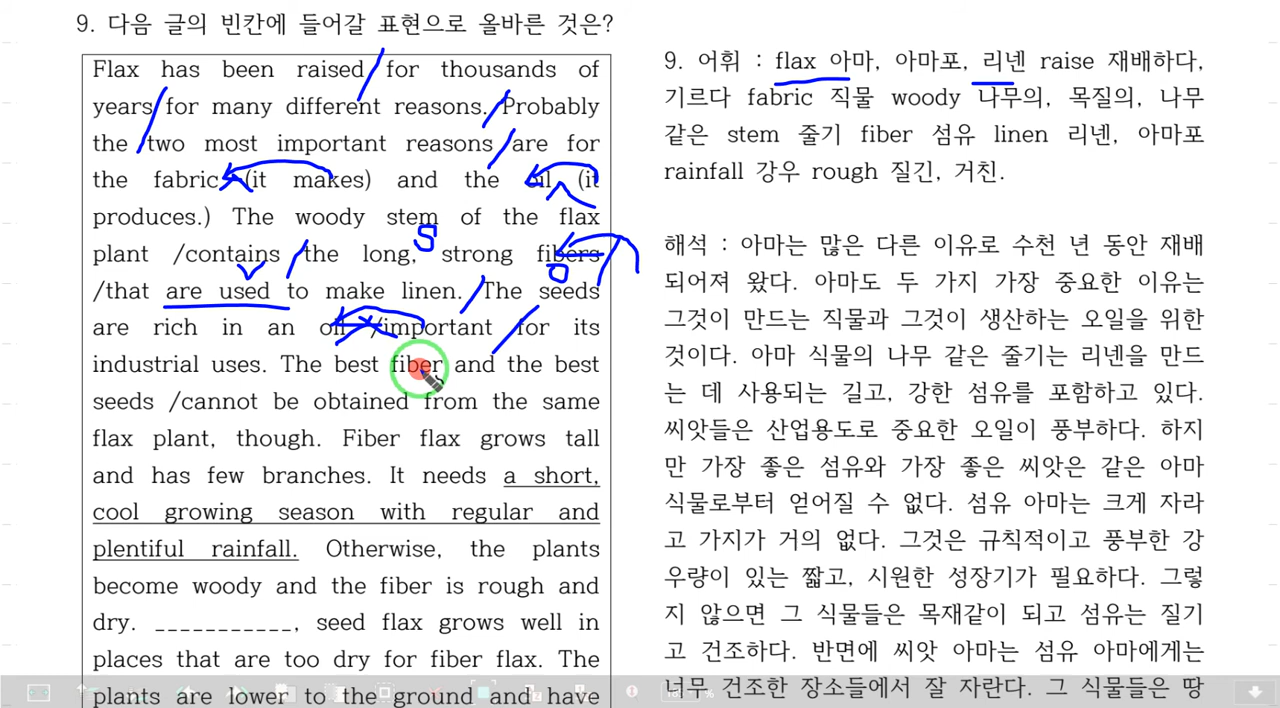 9. 다음 글의 빈칸에 들어갈 표현으로 올바른 것은?
Flax has been raised for thousands of
years for many different reasons. Probably
the two most important reasons are for
the fabric (it makes) and the oil (it
produces.) The woody stem of the flax
plant /contains the long, strong fibers
/that are used to make linen. The seeds
are rich in an oil /important for its
industrial uses. The best fiber and the best
seeds /cannot be obtained from the same
flax plant, though. Fiber flax grows tall
and has few branches. It needs a short,
cool growing season with regular and
plentiful rainfall. Otherwise, the plants
become woody and the fiber is rough and
dry. ___________, seed flax grows well in
places that are too dry for fiber flax. The
plants are lower to the ground and have
S
V
O
S
9. 어휘 : flax 아마, 아마포, 리넨 raise 재배하다,
기르다 fabric 직물 woody 나무의, 목질의, 나무
같은 stem 줄기 fiber 섬유 linen 리넨, 아마포
rainfall 강우 rough 질긴, 거친.
해석 : 아마는 많은 다른 이유로 수천 년 동안 재배
되어져 왔다. 아마도 두 가지 가장 중요한 이유는
그것이 만드는 직물과 그것이 생산하는 오일을 위한
것이다. 아마 식물의 나무 같은 줄기는 리넨을 만드
는 데 사용되는 길고, 강한 섬유를 포함하고 있다.
씨앗들은 산업용도로 중요한 오일이 풍부하다. 하지
만 가장 좋은 섬유와 가장 좋은 씨앗은 같은 아마
식물로부터 얻어질 수 없다. 섬유 아마는 크게 자라
고 가지가 거의 없다. 그것은 규칙적이고 풍부한 강
우량이 있는 짧고, 시원한 성장기가 필요하다. 그렇
지 않으면 그 식물들은 목재같이 되고 섬유는 질기
고 건조하다. 반면에 씨앗 아마는 섬유 아마에게는
너무 건조한 장소들에서 잘 자란다. 그 식물들은 땅